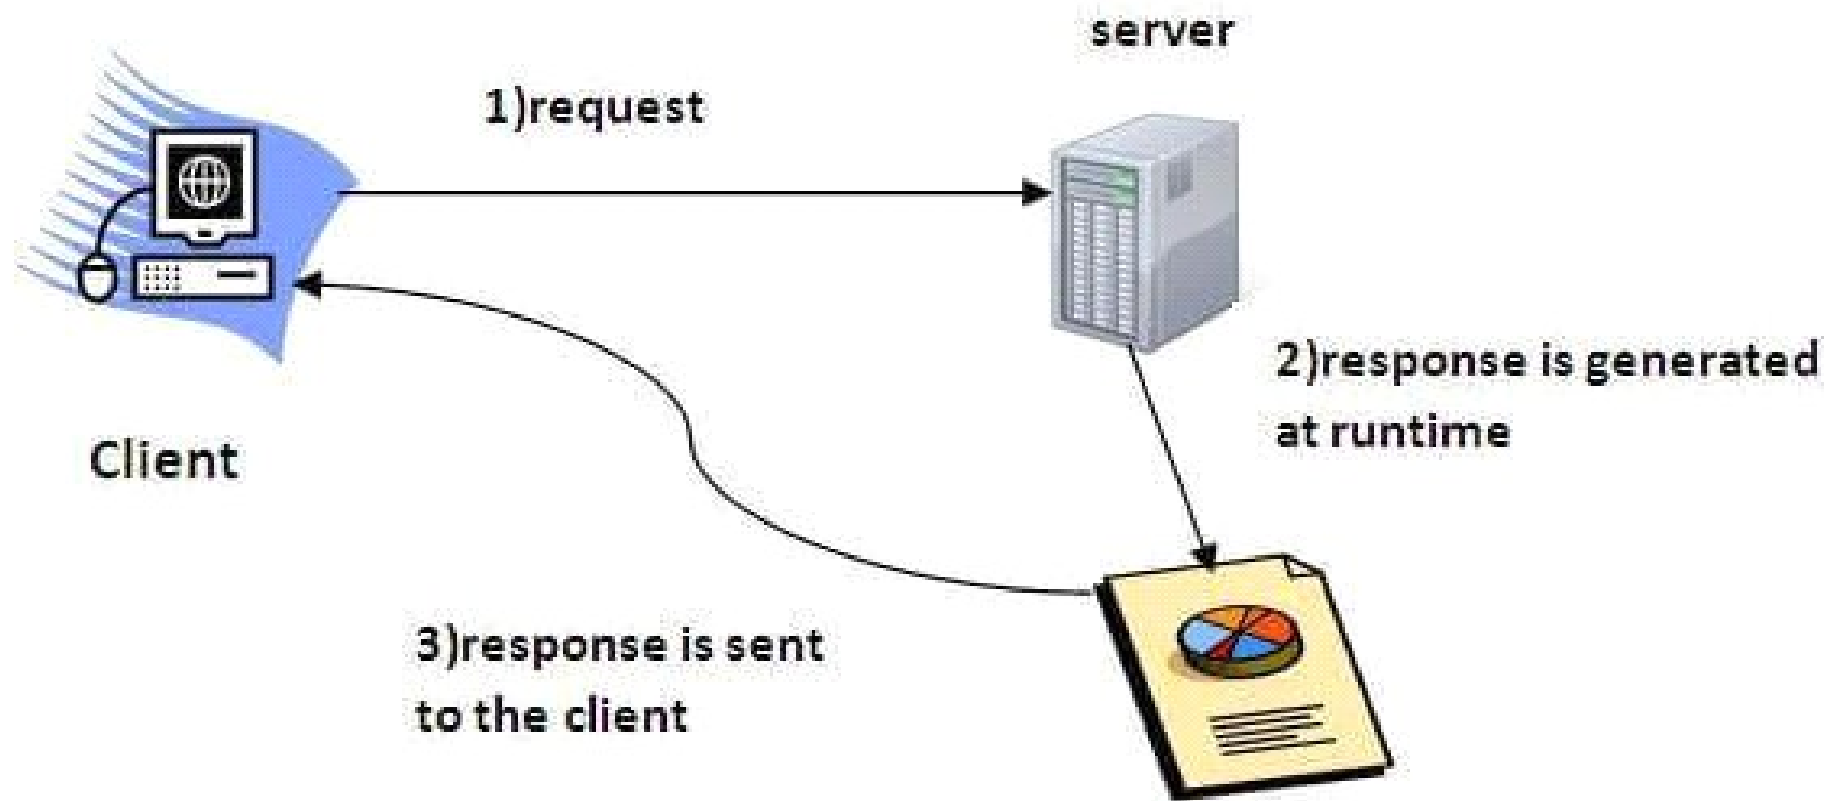 server
1)request
2)response is generated
at runtime
Client
3)response is sent
to the client